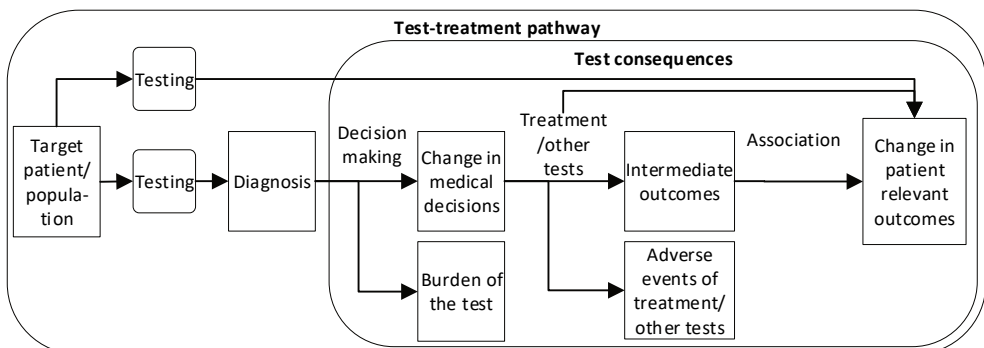 Test-treatment pathway
Test consequences
Testing
Target
patient/
popula-
tion
Testing
Diagnosis
Decision
making
Change in
medical
decisions
Treatment
/other
tests
Intermediate
outcomes
Association
Change in
patient
relevant
outcomes
Burden of
the test
Adverse
events of
treatment/
other tests